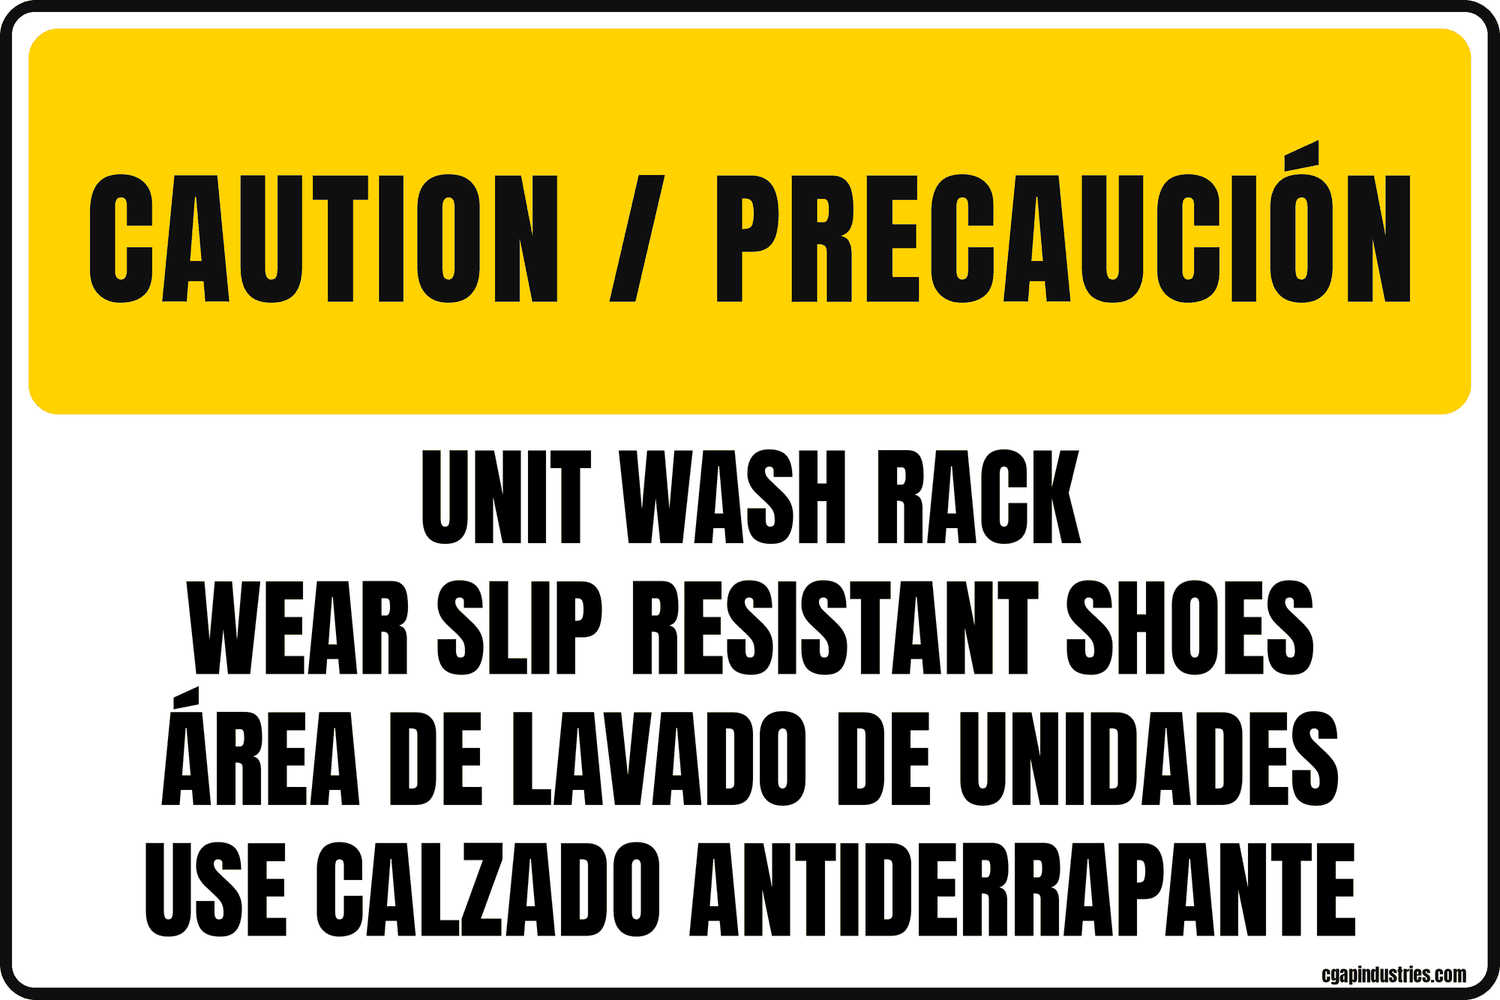 CAUTION / PRECAUCIÓN
UNIT WASH RACK
WEAR SLIP RESISTANT SHOES
ÁREA DE LAVADO DE UNIDADES
USE CALZADO ANTIDERRAPANTE
cgapindustries.com